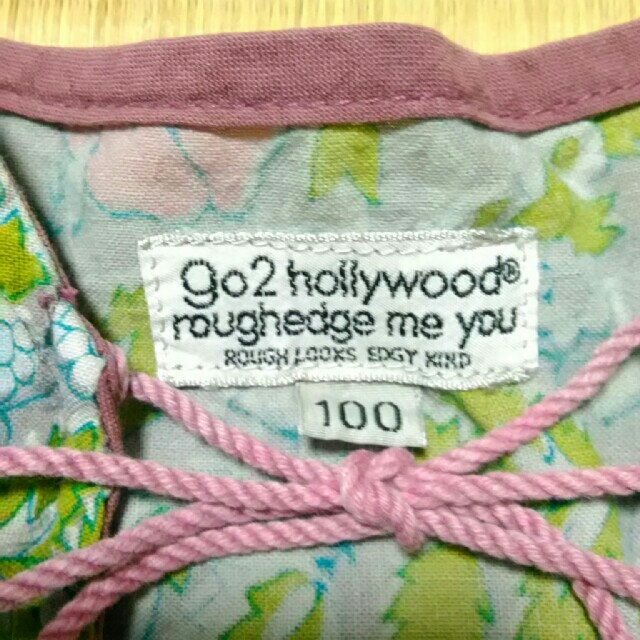 go2 hollywood®
roughedge me you
ROUGH LOOKS EDGY KIND
100